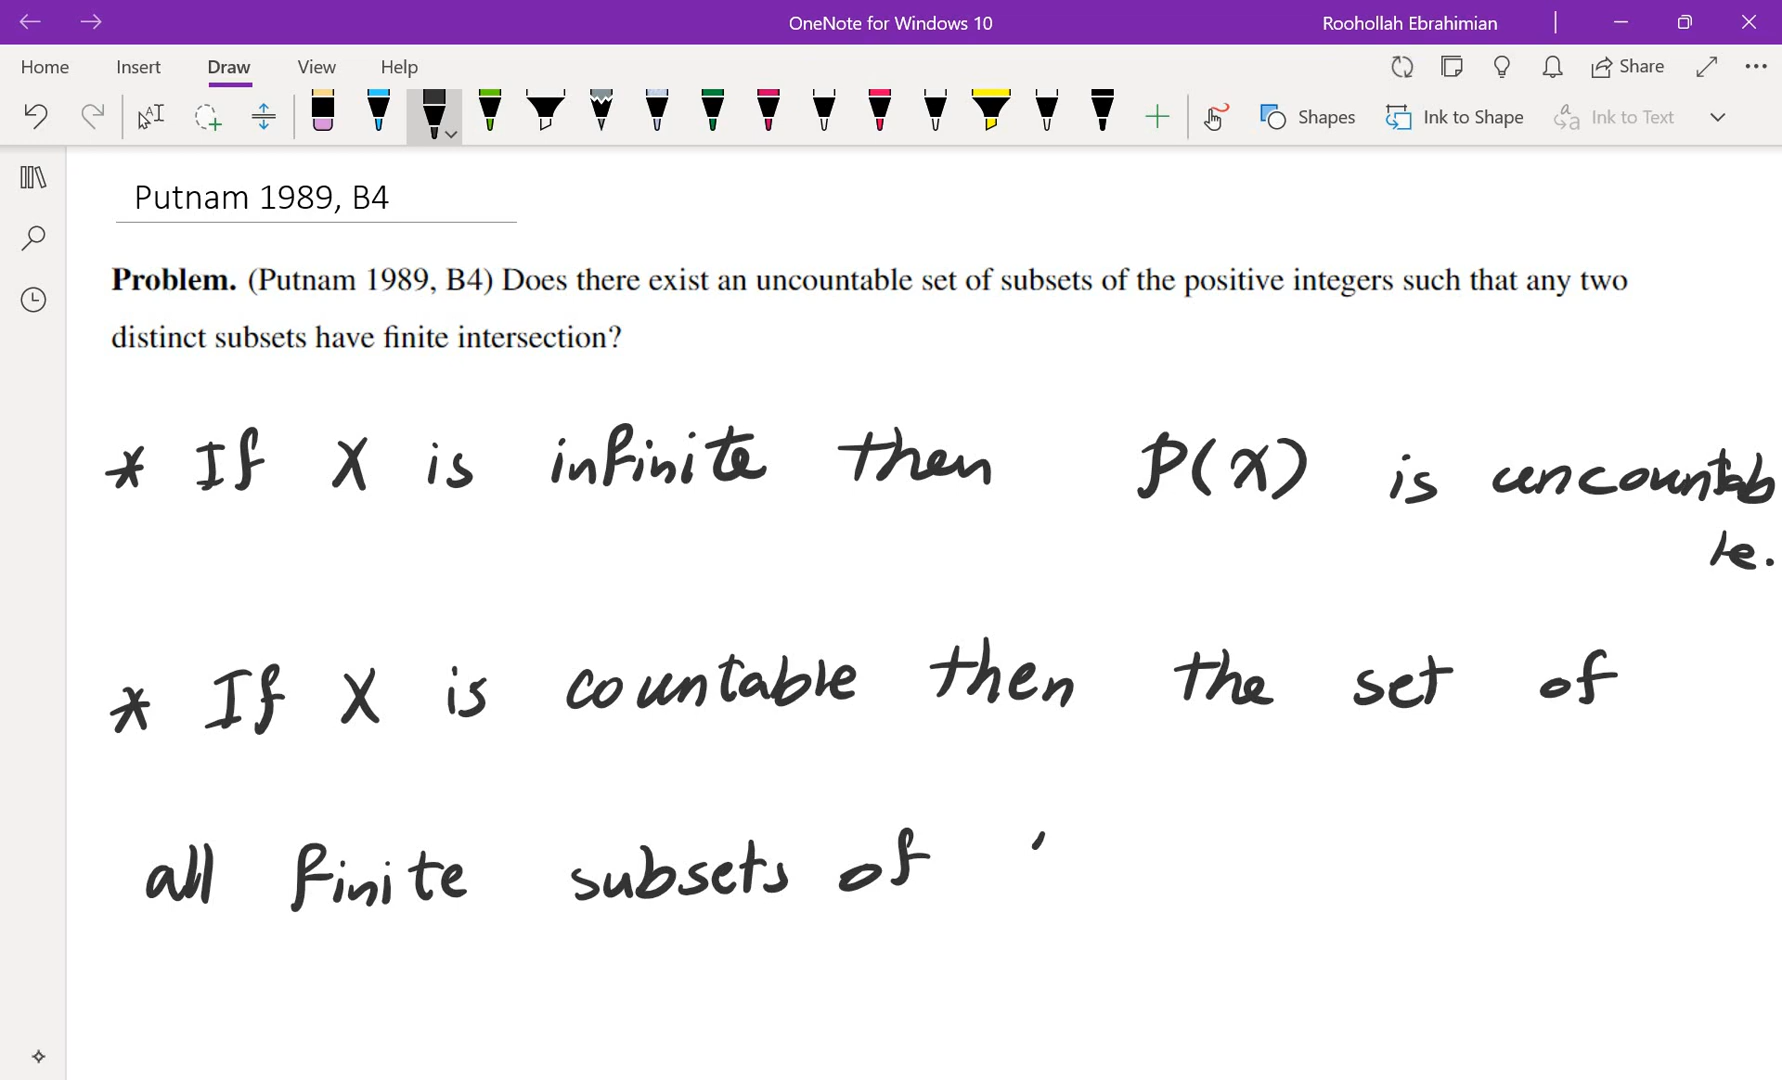 OneNote for Windows 10
Roohollah Ebrahimian
Home Insert Draw View Help
Share
Shapes Ink to Shape Ink to Text
Putnam 1989, B4
Problem. (Putnam 1989, B4) Does there exist an uncountable set of subsets of the positive integers such that any two
distinct subsets have finite intersection?
* If X is infinite then P(X) is uncountab
le.
* If X is countable then the set of
all finite subsets of